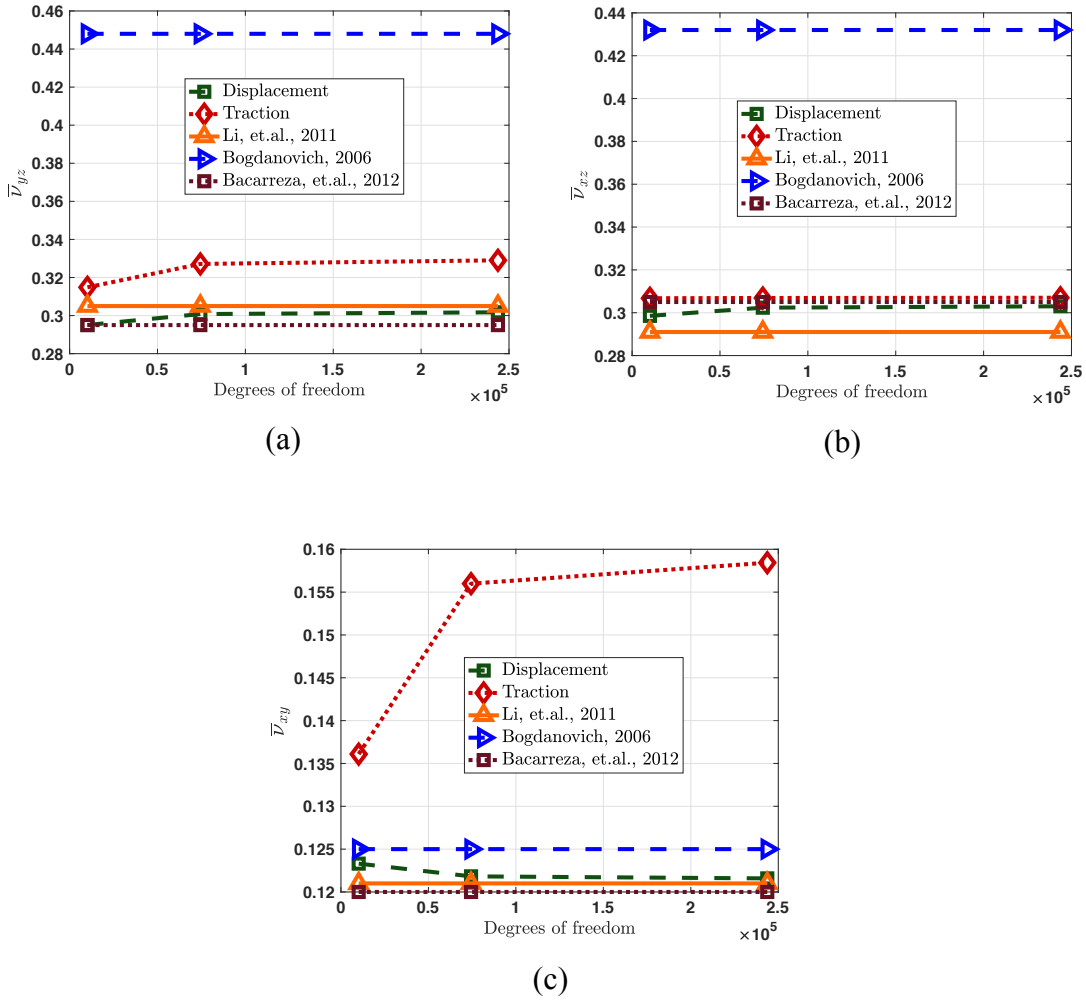 0.46
0.44
0.42
0.4
0.38
0.36
0.34
0.32
0.3
0.28
ν̅yz
Displacement
Traction
Li, et.al., 2011
Bogdanovich, 2006
Bacarreza, et.al., 2012
0 0.5 1 1.5 2 2.5
Degrees of freedom
×10^5
(a)
0.44
0.42
0.4
0.38
0.36
0.34
0.32
0.3
0.28
ν̅xz
Displacement
Traction
Li, et.al., 2011
Bogdanovich, 2006
Bacarreza, et.al., 2012
0 0.5 1 1.5 2 2.5
Degrees of freedom
×10^5
(b)
0.16
0.155
0.15
0.145
0.14
0.135
0.13
0.125
0.12
ν̅xy
Displacement
Traction
Li, et.al., 2011
Bogdanovich, 2006
Bacarreza, et.al., 2012
0 0.5 1 1.5 2 2.5
Degrees of freedom
×10^5
(c)